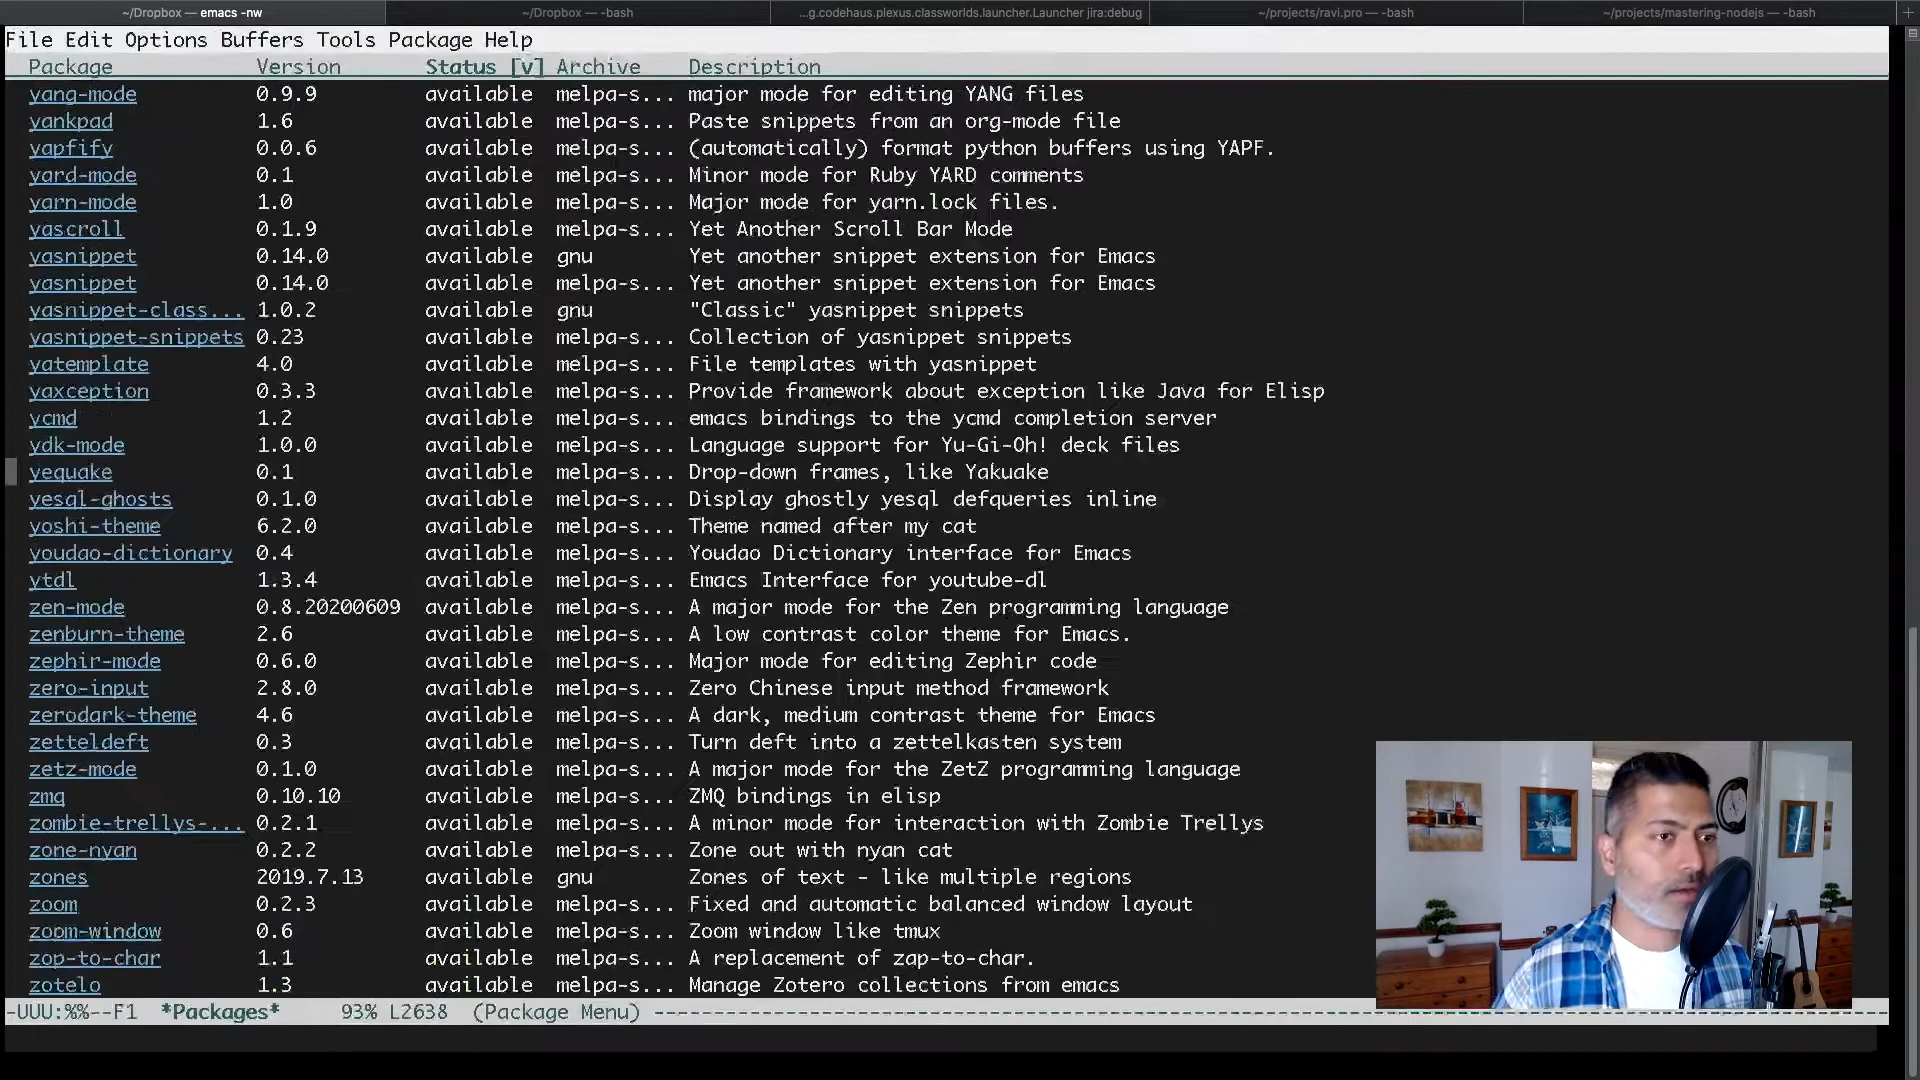 ~/Dropbox — emacs -nw ~/Dropbox — -bash ...g.codehaus.plexus.classworlds.launcher.Launcher jira:debug ~/projects/ravi.pro — -bash ~/projects/mastering-nodejs — -bash +
File Edit Options Buffers Tools Package Help
Package Version Status [v] Archive Description
yang-mode 0.9.9 available melpa-s... major mode for editing YANG files
yankpad 1.6 available melpa-s... Paste snippets from an org-mode file
yapfify 0.0.6 available melpa-s... (automatically) format python buffers using YAPF.
yard-mode 0.1 available melpa-s... Minor mode for Ruby YARD comments
yarn-mode 1.0 available melpa-s... Major mode for yarn.lock files.
yascroll 0.1.9 available melpa-s... Yet Another Scroll Bar Mode
yasnippet 0.14.0 available gnu Yet another snippet extension for Emacs
yasnippet 0.14.0 available melpa-s... Yet another snippet extension for Emacs
yasnippet-class... 1.0.2 available gnu "Classic" yasnippet snippets
yasnippet-snippets 0.23 available melpa-s... Collection of yasnippet snippets
yatemplate 4.0 available melpa-s... File templates with yasnippet
yaxception 0.3.3 available melpa-s... Provide framework about exception like Java for Elisp
ycmd 1.2 available melpa-s... emacs bindings to the ycmd completion server
ydk-mode 1.0.0 available melpa-s... Language support for Yu-Gi-Oh! deck files
yequake 0.1 available melpa-s... Drop-down frames, like Yakuake
yesql-ghosts 0.1.0 available melpa-s... Display ghostly yesql defqueries inline
yoshi-theme 6.2.0 available melpa-s... Theme named after my cat
youdao-dictionary 0.4 available melpa-s... Youdao Dictionary interface for Emacs
ytdl 1.3.4 available melpa-s... Emacs Interface for youtube-dl
zen-mode 0.8.20200609 available melpa-s... A major mode for the Zen programming language
zenburn-theme 2.6 available melpa-s... A low contrast color theme for Emacs.
zephir-mode 0.6.0 available melpa-s... Major mode for editing Zephir code
zero-input 2.8.0 available melpa-s... Zero Chinese input method framework
zerodark-theme 4.6 available melpa-s... A dark, medium contrast theme for Emacs
zetteldeft 0.3 available melpa-s... Turn deft into a zettelkasten system
zetz-mode 0.1.0 available melpa-s... A major mode for the ZetZ programming language
zmq 0.10.10 available melpa-s... ZMQ bindings in elisp
zombie-trellys-... 0.2.1 available melpa-s... A minor mode for interaction with Zombie Trellys
zone-nyan 0.2.2 available melpa-s... Zone out with nyan cat
zones 2019.7.13 available gnu Zones of text - like multiple regions
zoom 0.2.3 available melpa-s... Fixed and automatic balanced window layout
zoom-window 0.6 available melpa-s... Zoom window like tmux
zop-to-char 1.1 available melpa-s... A replacement of zap-to-char.
zotelo 1.3 available melpa-s... Manage Zotero collections from emacs
-UUU:%%--F1 *Packages* 93% L2638 (Package Menu) ----------------------------------------